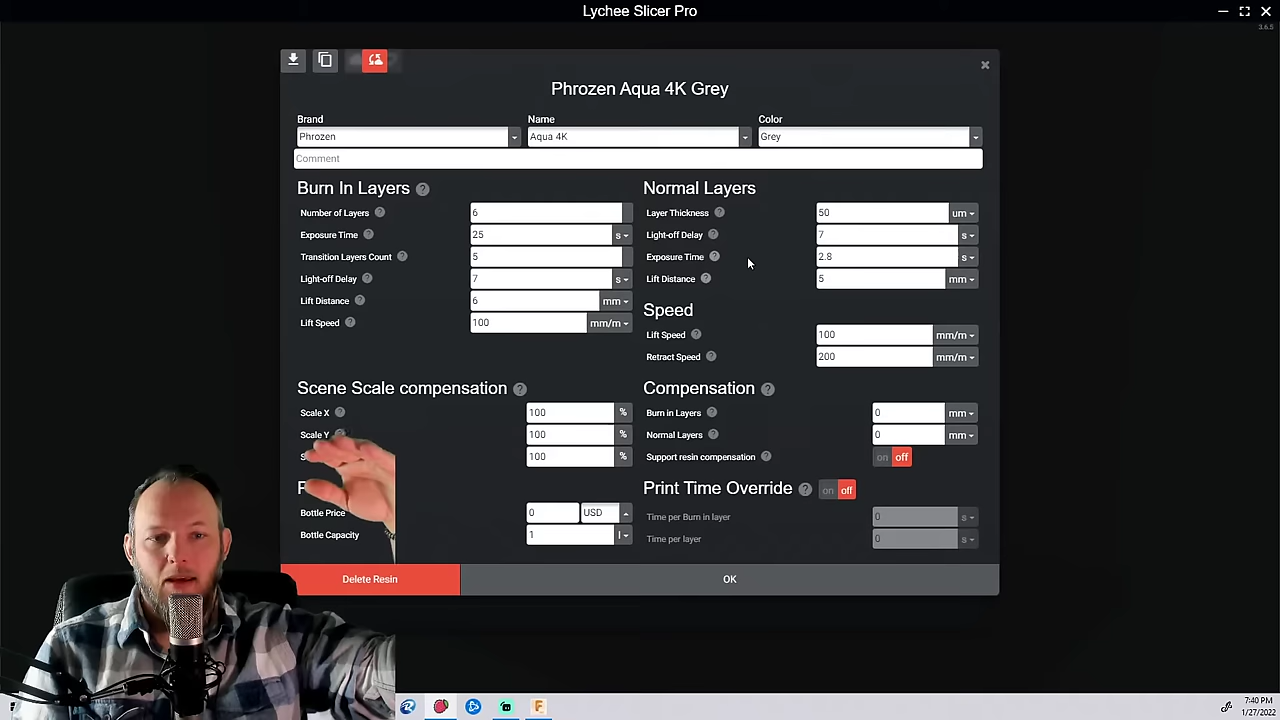 Lychee Slicer Pro
3.6.5
Phrozen Aqua 4K Grey
Brand Name Color
Phrozen Aqua 4K Grey
Comment
Burn In Layers ?
Number of Layers ? 6
Exposure Time ? 25 s
Transition Layers Count ? 5
Light-off Delay ? 7 s
Lift Distance ? 6 mm
Lift Speed ? 100 mm/m
Normal Layers
Layer Thickness ? 50 um
Light-off Delay ? 7 s
Exposure Time ? 2.8 s
Lift Distance ? 5 mm
Speed
Lift Speed ? 100 mm/m
Retract Speed ? 200 mm/m
Scene Scale compensation ?
Scale X ? 100 %
Scale Y ? 100 %
100 %
Bottle Price 0 USD
Bottle Capacity 1 l
Compensation ?
Burn in Layers ? 0 mm
Normal Layers ? 0 mm
Support resin compensation ? on off
Print Time Override ? on off
Time per Burn in layer 0 s
Time per layer 0 s
Delete Resin OK
7:40 PM
1/27/2022